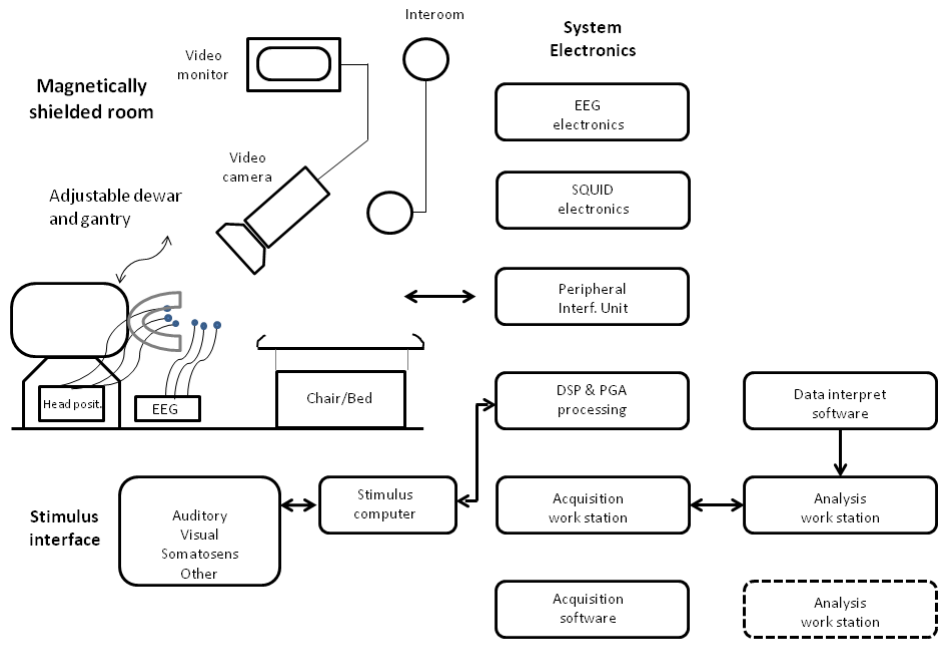 Interoom
System
Electronics
Video
monitor
Magnetically
shielded room
EEG
electronics
Video
camera
SQUID
electronics
Adjustable dewar
and gantry
Peripheral
Interf. Unit
Head posit.
EEG
Chair/Bed
DSP & PGA
processing
Data interpret
software
Stimulus
interface
Auditory
Visual
Somatosens
Other
Stimulus
computer
Acquisition
work station
Analysis
work station
Acquisition
software
Analysis
work station